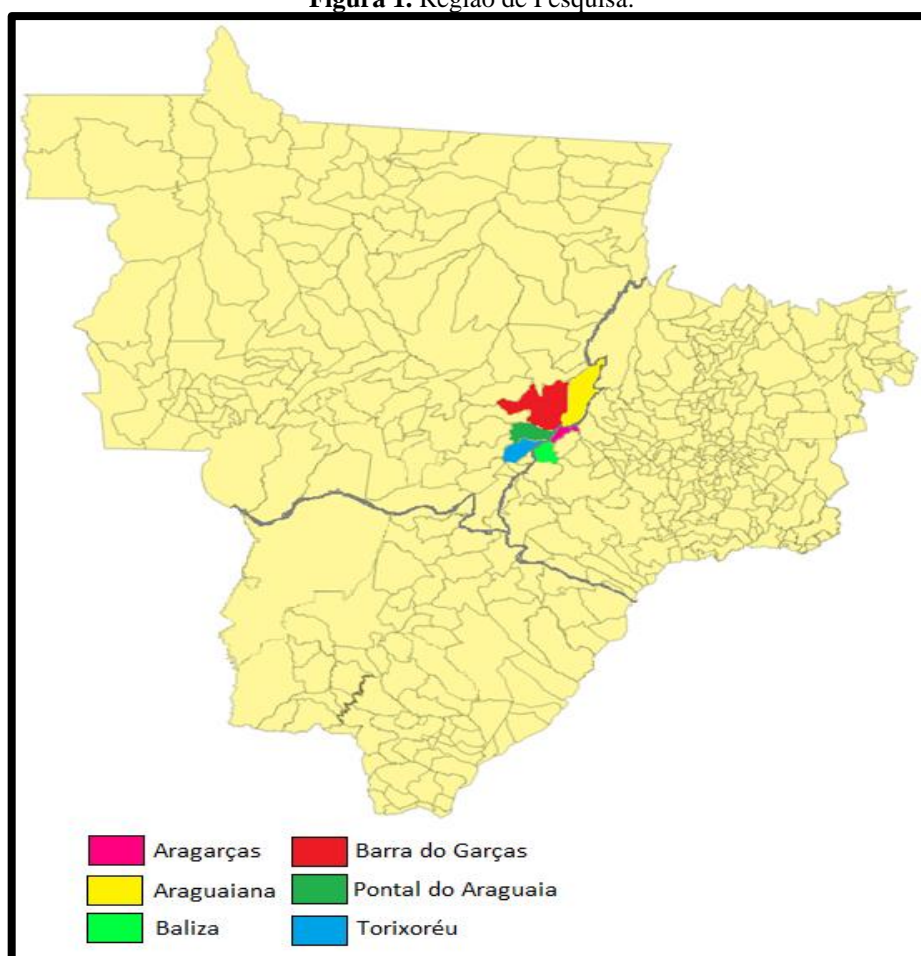 Figura 1. Região de Pesquisa.
Aragarças
Barra do Garças
Araguaiana
Pontal do Araguaia
Baliza
Torixoréu